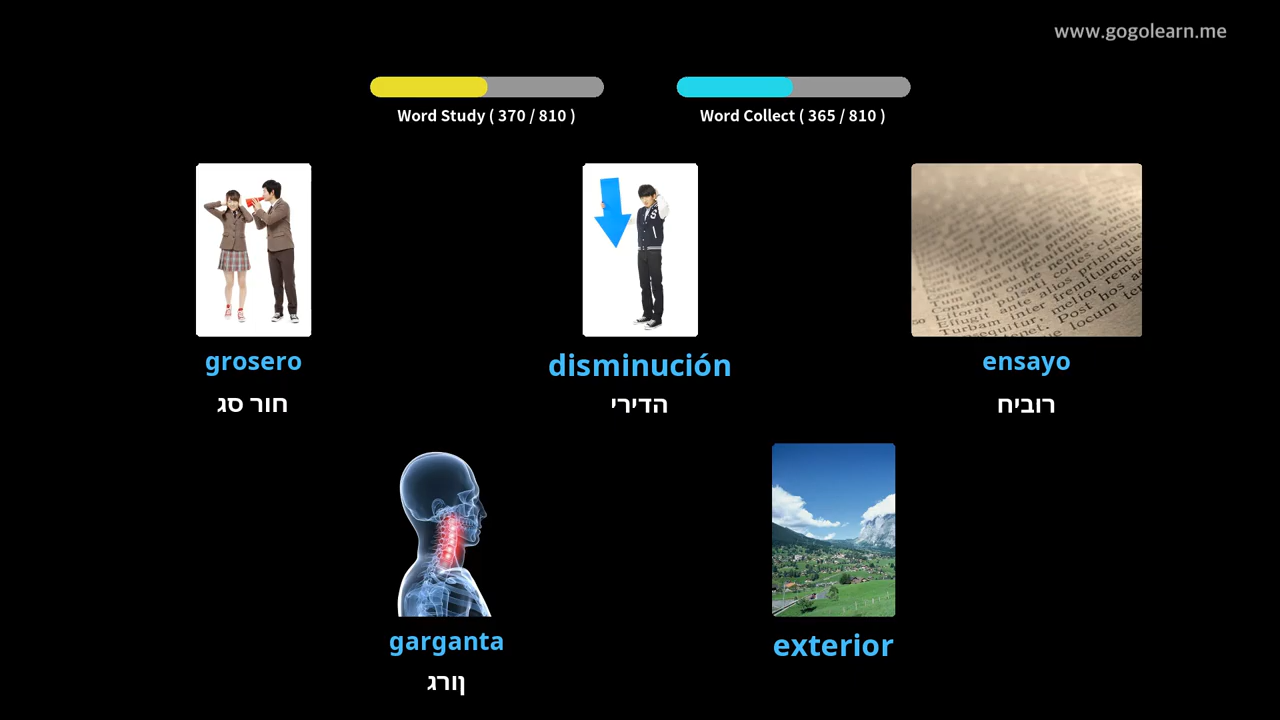 www.gogolearn.me
Word Study ( 370 / 810 )
Word Collect ( 365 / 810 )
grosero
חור סג
disminución
הדירי
ensayo
רוביח
garganta
ןורג
exterior